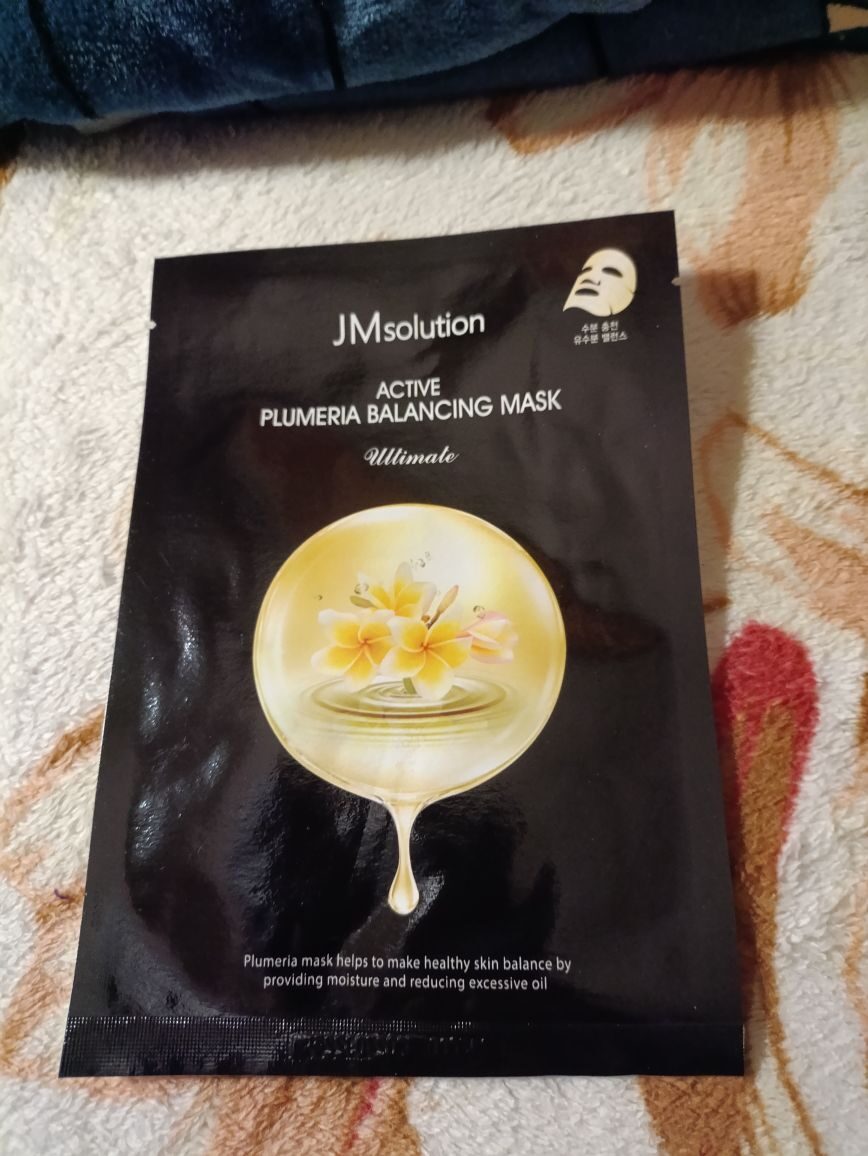 JMsolution
수분 충전
유수분 밸런스
ACTIVE
PLUMERIA BALANCING MASK
Ultimate
Plumeria mask helps to make healthy skin balance by
providing moisture and reducing excessive oil